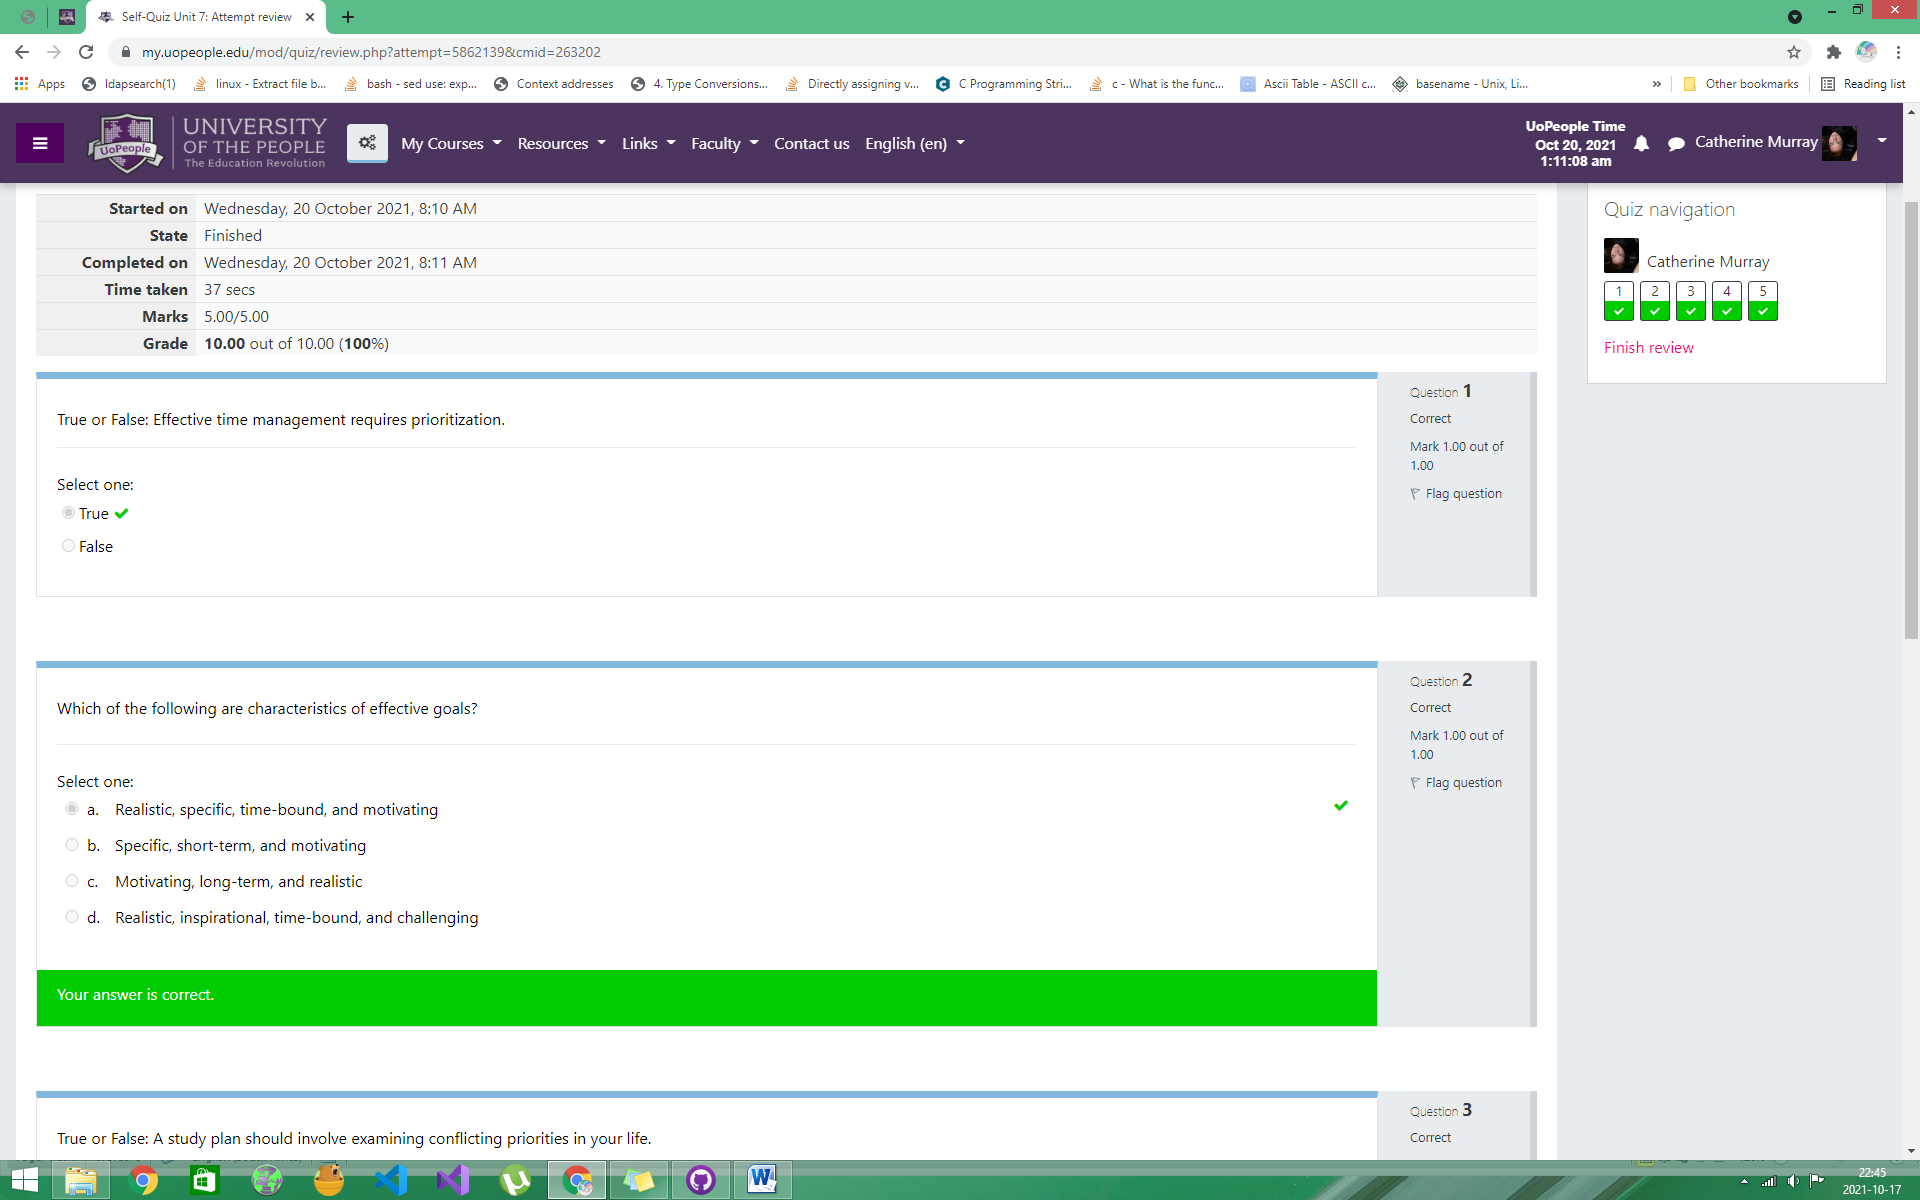 Self-Quiz Unit 7: Attempt review
my.uopeople.edu/mod/quiz/review.php?attempt=5862139&cmid=263202
Apps ldapsearch(1) linux - Extract file b... bash - sed use: exp... Context addresses 4. Type Conversions... Directly assigning v... C Programming Stri... c - What is the func... Ascii Table - ASCII c... basename - Unix, Li... » Other bookmarks Reading list
UoPeople
UNIVERSITY
OF THE PEOPLE
The Education Revolution
My Courses Resources Links Faculty Contact us English (en)
UoPeople Time
Oct 20, 2021
1:11:08 am
Catherine Murray
Started on Wednesday, 20 October 2021, 8:10 AM
State Finished
Completed on Wednesday, 20 October 2021, 8:11 AM
Time taken 37 secs
Marks 5.00/5.00
Grade 10.00 out of 10.00 (100%)
Quiz navigation
Catherine Murray
1 2 3 4 5
Finish review
Question 1
Correct
Mark 1.00 out of
1.00
Flag question
True or False: Effective time management requires prioritization.
Select one:
True
False
Question 2
Correct
Mark 1.00 out of
1.00
Flag question
Which of the following are characteristics of effective goals?
Select one:
a. Realistic, specific, time-bound, and motivating
b. Specific, short-term, and motivating
c. Motivating, long-term, and realistic
d. Realistic, inspirational, time-bound, and challenging
Your answer is correct.
Question 3
Correct
True or False: A study plan should involve examining conflicting priorities in your life.
22:45
2021-10-17